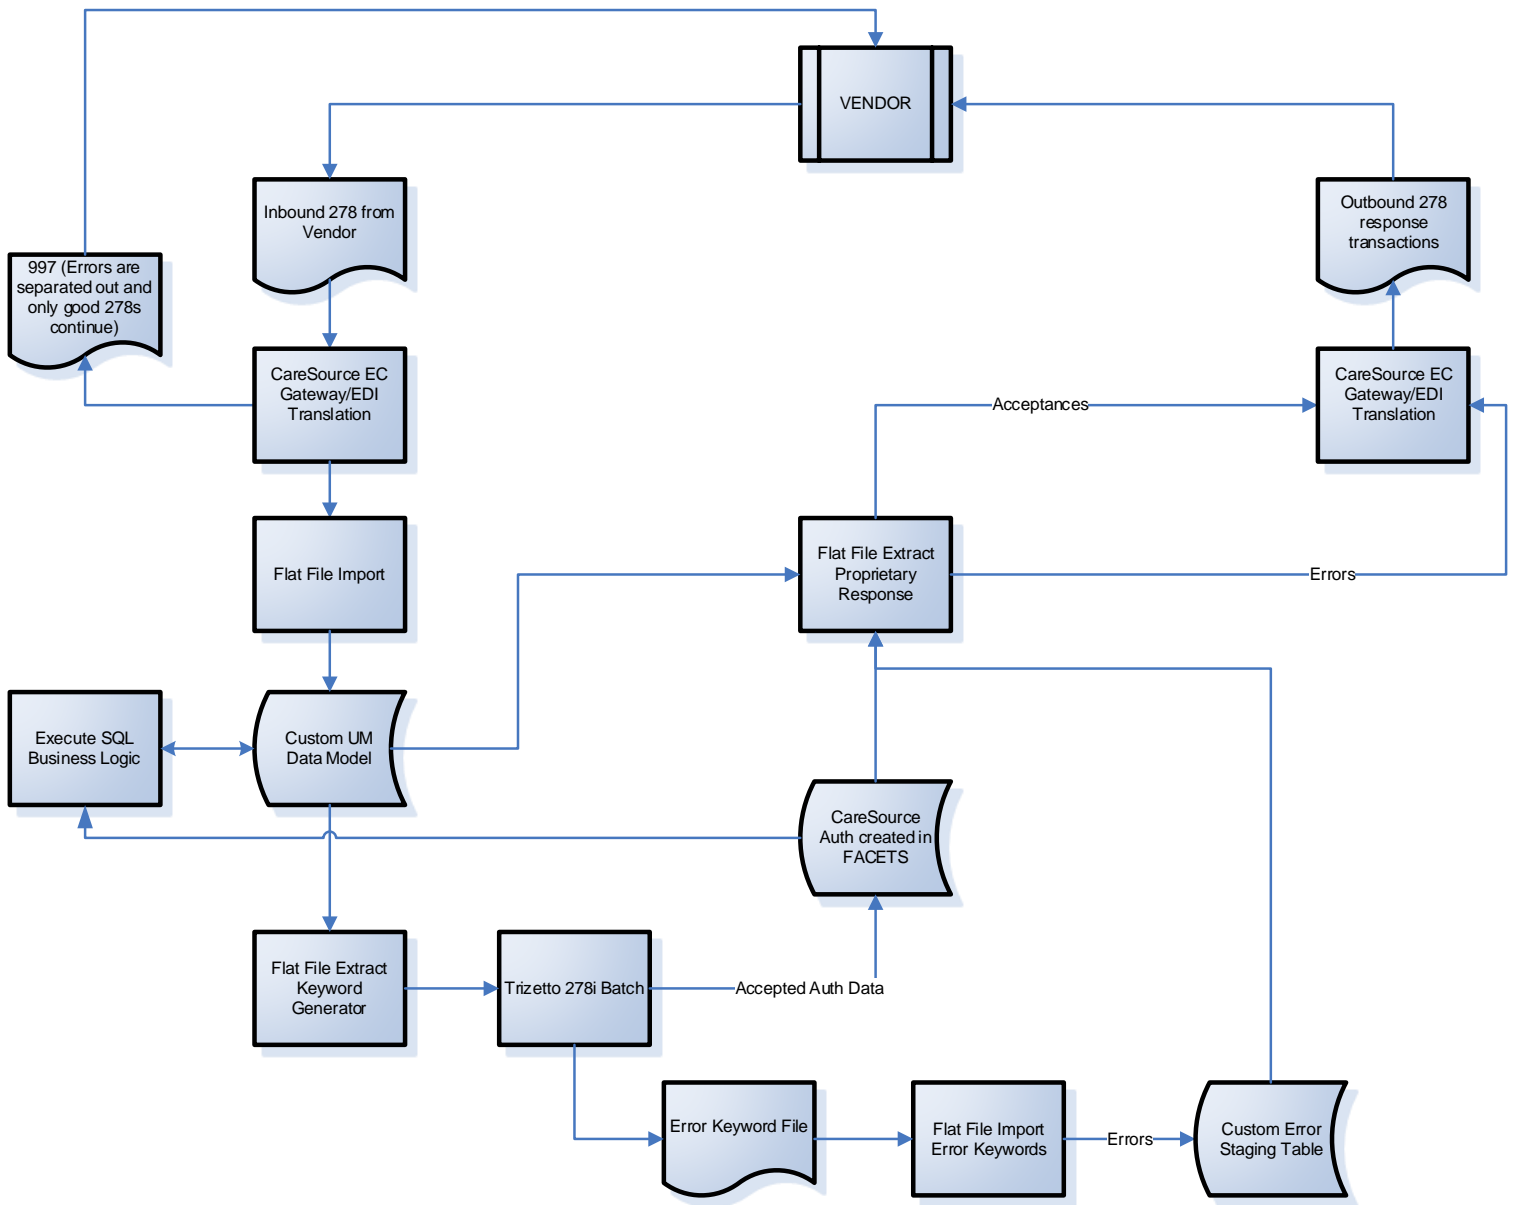 VENDOR
Inbound 278 from
Vendor
Outbound 278
response
transactions
997 (Errors are
separated out and
only good 278s
continue)
CareSource EC
Gateway/EDI
Translation
CareSource EC
Gateway/EDI
Translation
Acceptances
Flat File Import
Flat File Extract
Proprietary
Response
Errors
Execute SQL
Business Logic
Custom UM
Data Model
CareSource
Auth created in
FACETS
Flat File Extract
Keyword
Generator
Trizetto 278i Batch
Accepted Auth Data
Error Keyword File
Flat File Import
Error Keywords
Errors
Custom Error
Staging Table